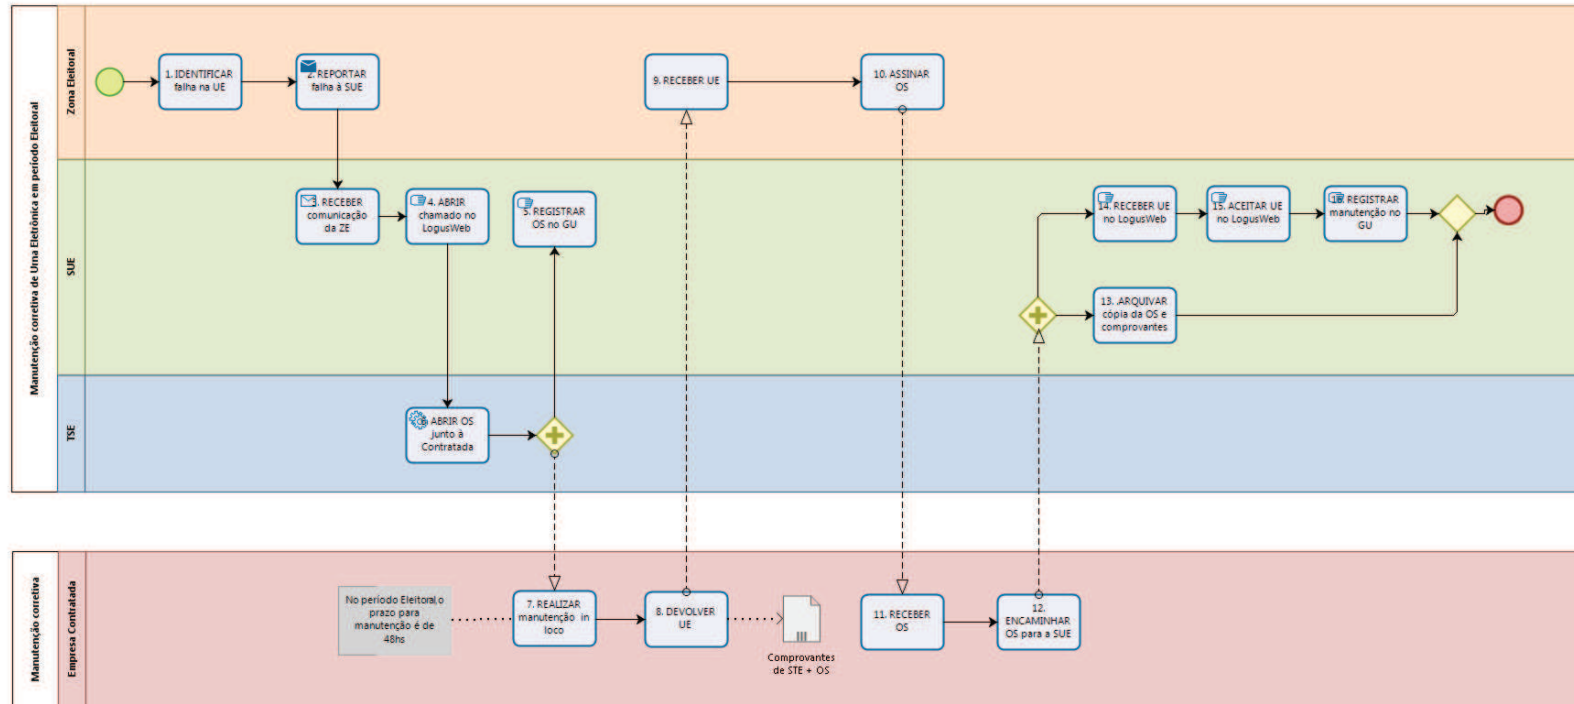 Manutenção corretiva de Urna Eletrônica em período Eleitoral
Zona Eleitoral
1. IDENTIFICAR
falha na UE
2. REPORTAR
falha à SUE
9. RECEBER UE
10. ASSINAR
OS
SUE
3. RECEBER
comunicação
da ZE
4. ABRIR
chamado no
LogusWeb
5. REGISTRAR
OS no GU
14. RECEBER UE
no LogusWeb
15. ACEITAR UE
no LogusWeb
16. REGISTRAR
manutenção no
GU
13. .ARQUIVAR
cópia da OS e
comprovantes
TSE
6. ABRIR OS
junto à
Contratada
Manutenção corretiva
Empresa Contratada
No período Eleitoral,o
prazo para
manutenção é de
48hs
7. REALIZAR
manutenção in
loco
8. DEVOLVER
UE
Comprovantes
de STE + OS
11. RECEBER
OS
12.
ENCAMINHAR
OS para a SUE